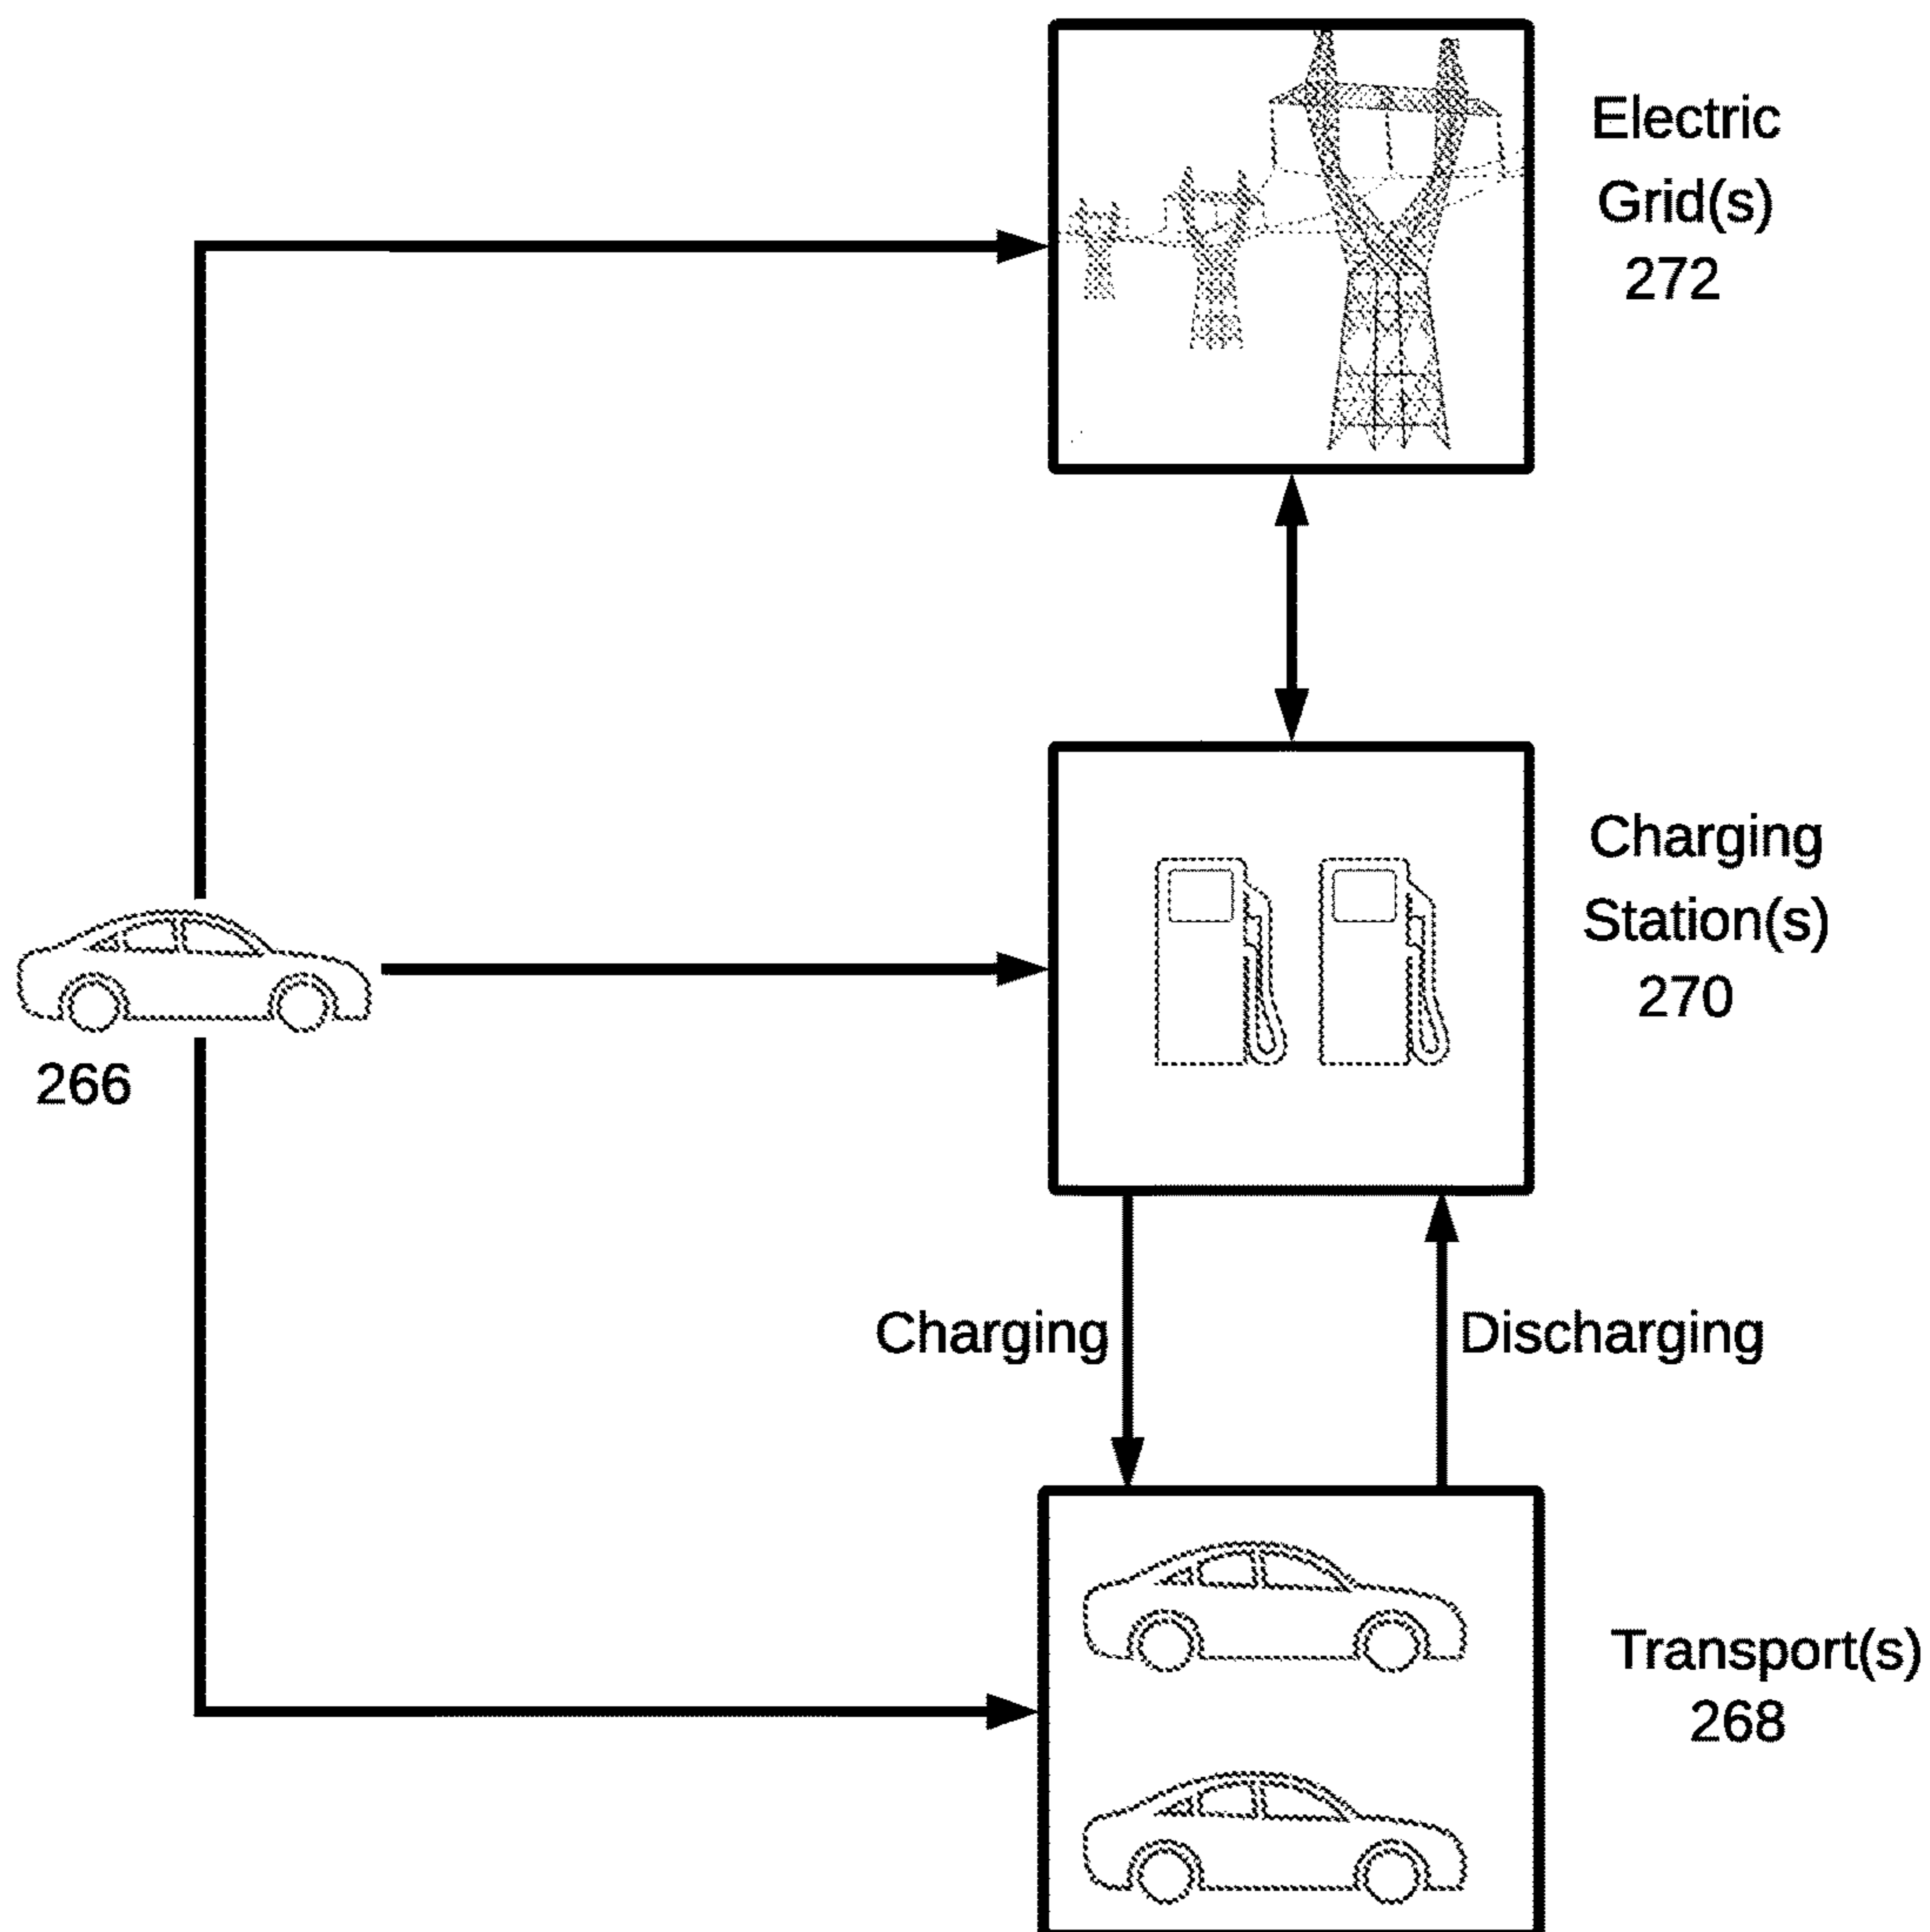 Electric
Grid(s)
272
Charging
Station(s)
270
266
Charging
Discharging
Transport(s)
268